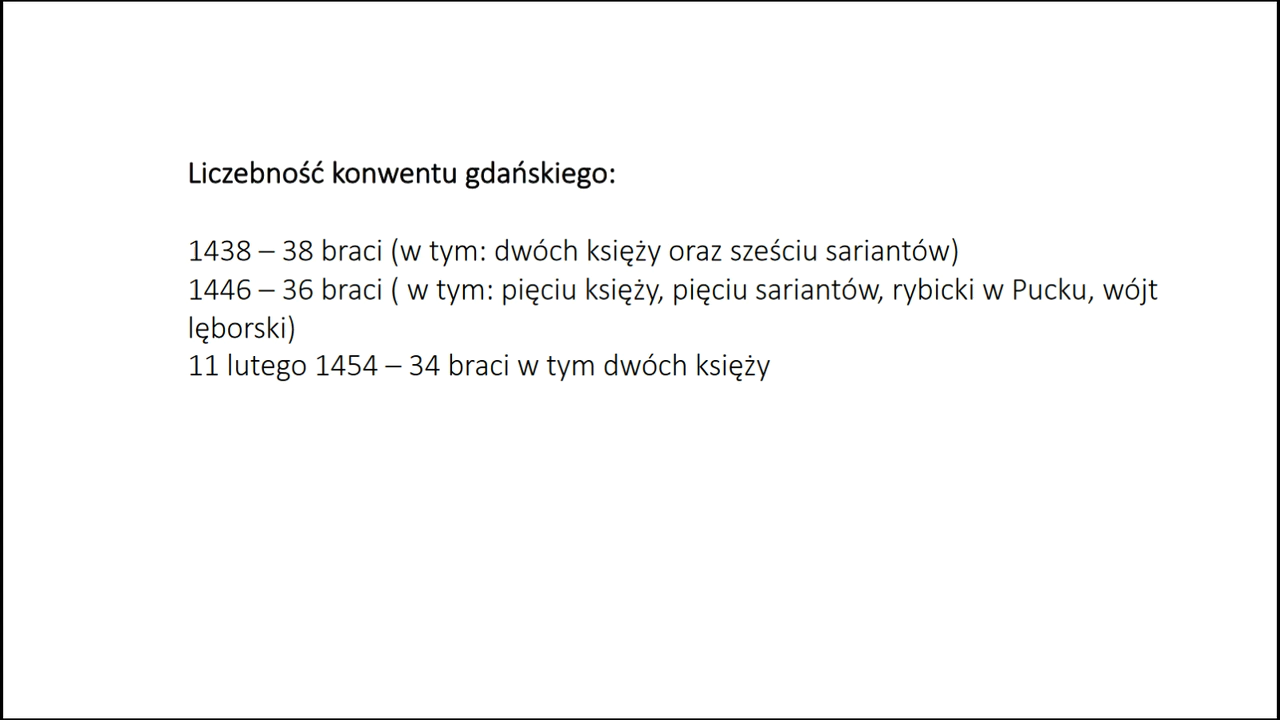 Liczebność konwentu gdańskiego:
1438 – 38 braci (w tym: dwóch księży oraz sześciu sariantów)
1446 – 36 braci ( w tym: pięciu księży, pięciu sariantów, rybicki w Pucku, wójt
lęborski)
11 lutego 1454 – 34 braci w tym dwóch księży